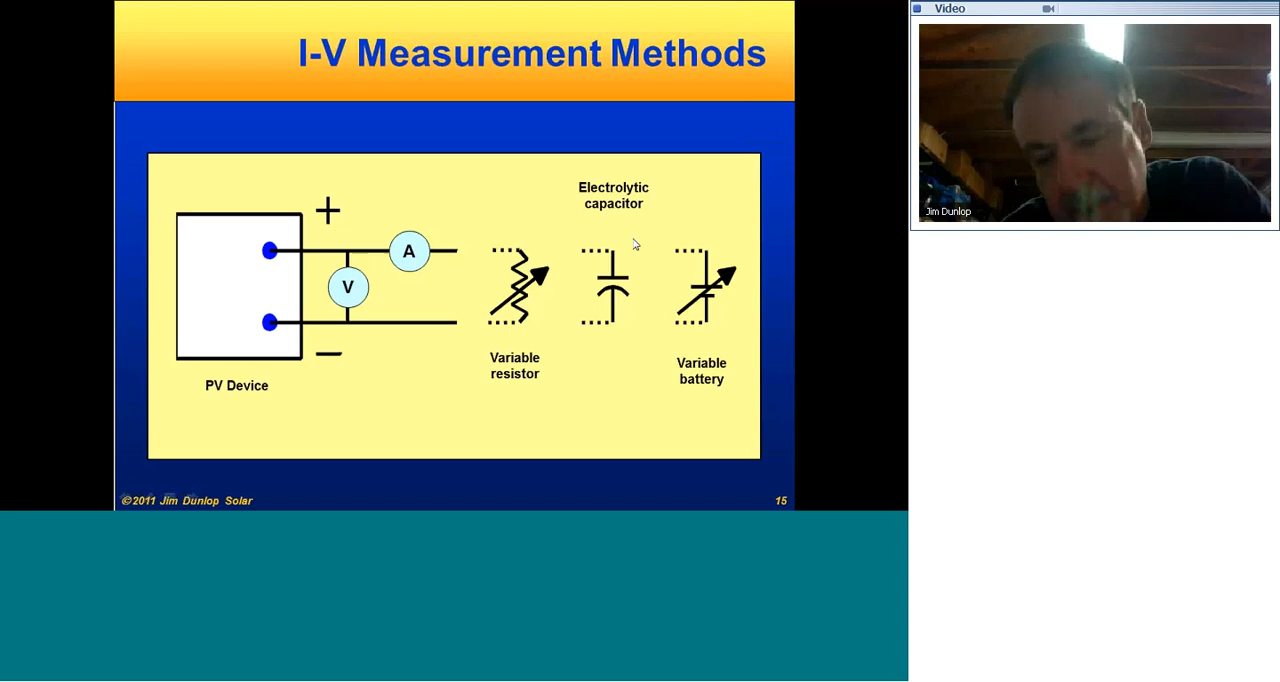 I-V Measurement Methods
+
A
V
—
PV Device
Variable
resistor
Electrolytic
capacitor
Variable
battery
©2011 Jim Dunlop Solar
15
Video
Jim Dunlop